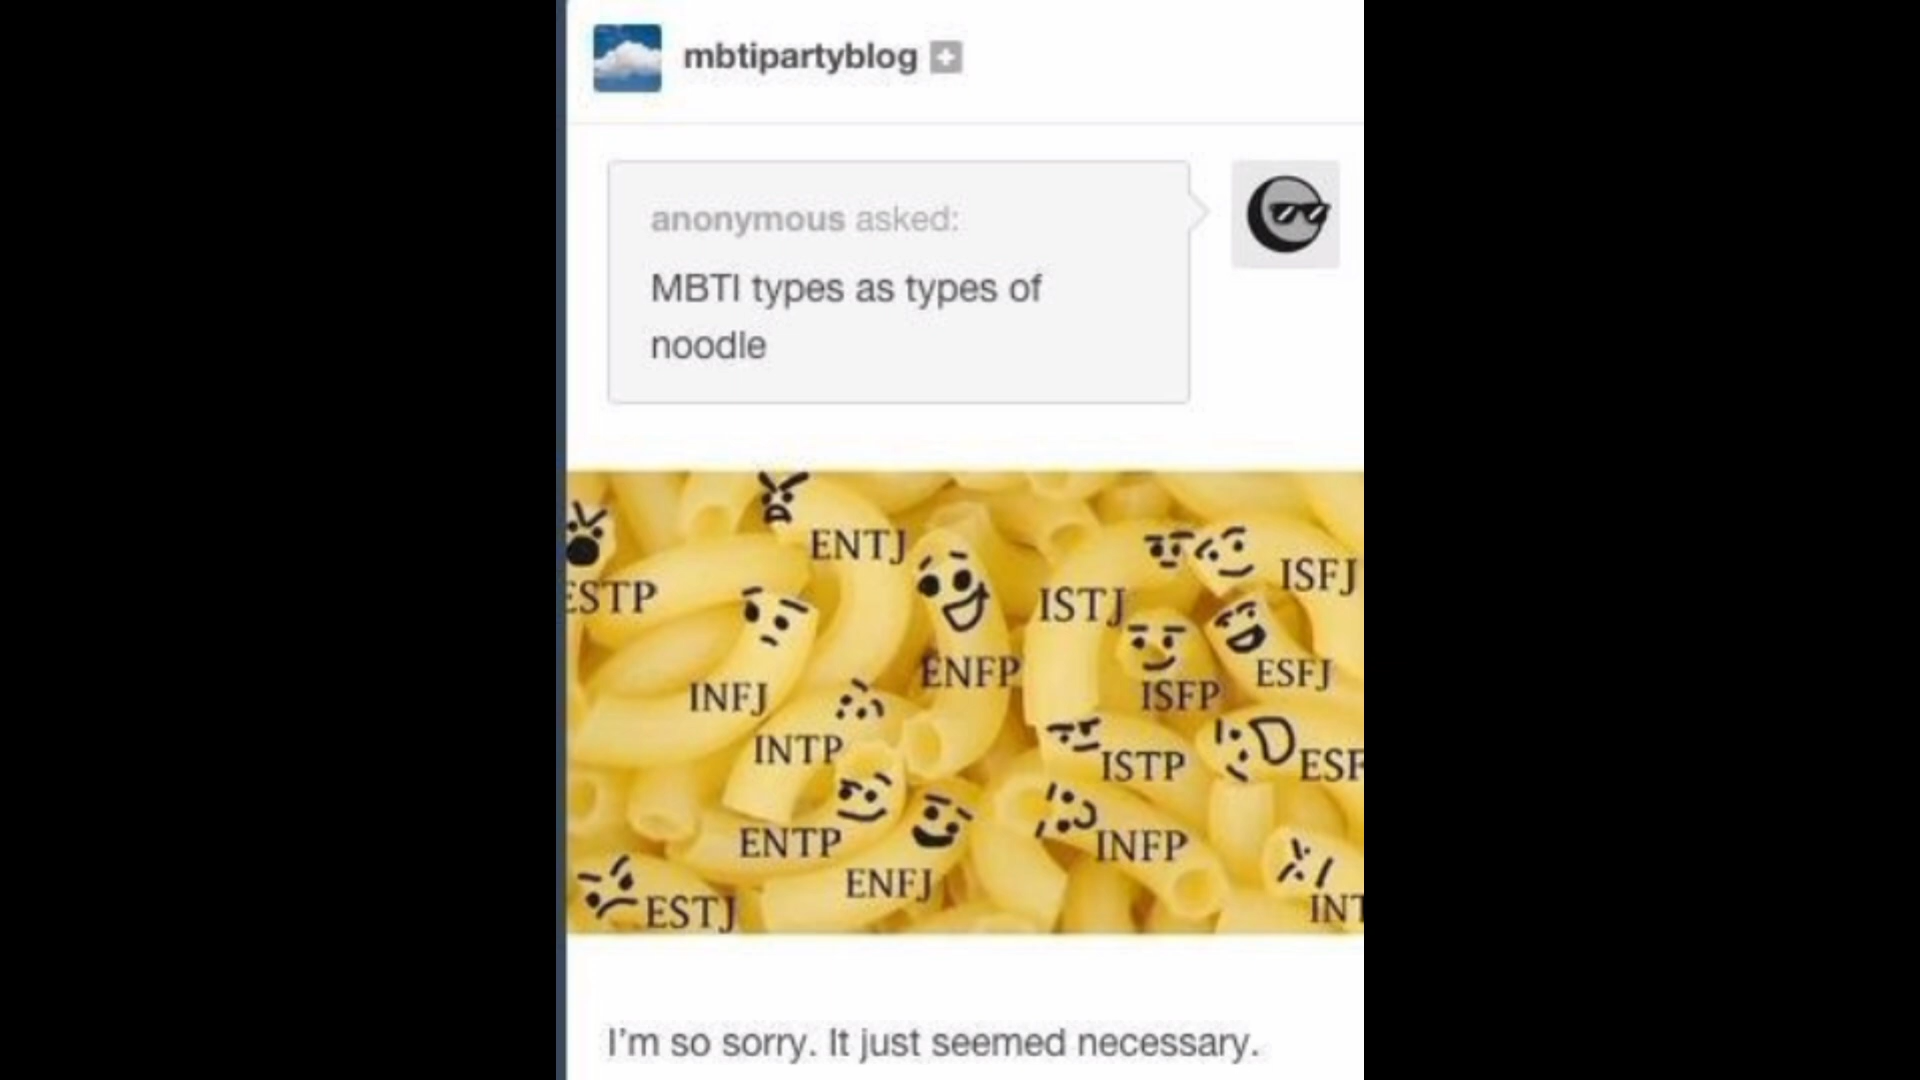 mbtipartyblog
anonymous asked:
MBTI types as types of
noodle
ENTJ
ESTP
ISFJ
ISTJ
ENFP
ESFJ
INFJ
ISFP
INTP
ISTP
ESF
ENTP
INFP
ENFJ
ESTJ
INT
I'm so sorry. It just seemed necessary.